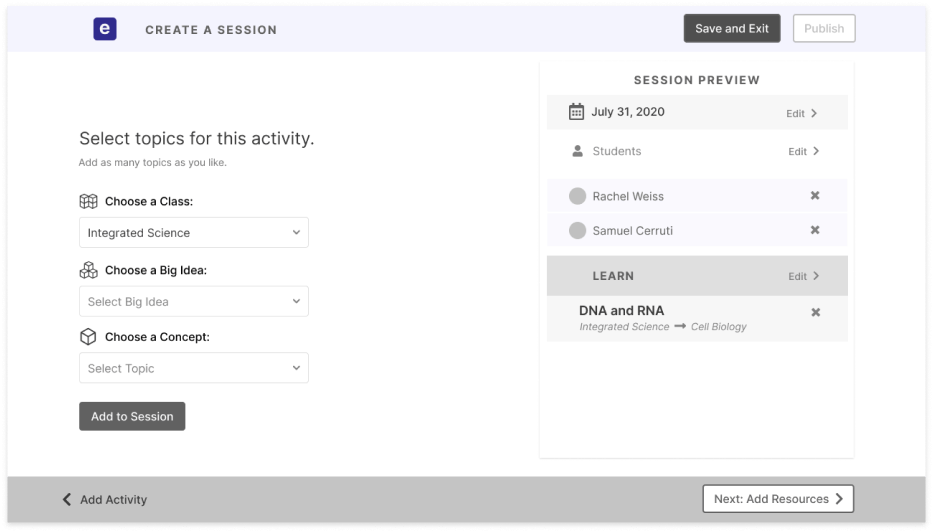 e CREATE A SESSION Save and Exit Publish
Select topics for this activity.
Add as many topics as you like.
Choose a Class:
Integrated Science
Choose a Big Idea:
Select Big Idea
Choose a Concept:
Select Topic
Add to Session
SESSION PREVIEW
July 31, 2020 Edit
Students Edit
Rachel Weiss
Samuel Cerruti
LEARN Edit
DNA and RNA
Integrated Science → Cell Biology
Add Activity Next: Add Resources